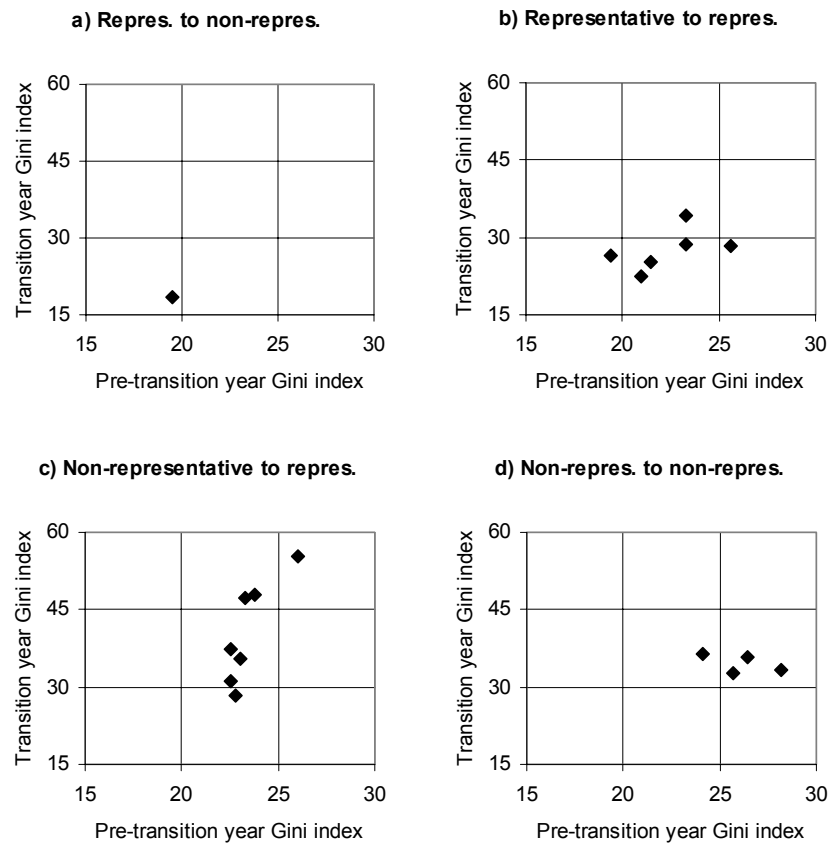 a) Repres. to non-repres.
60
45
30
15
15 20 25 30
Transition year Gini index
Pre-transition year Gini index
b) Representative to repres.
60
45
30
15
15 20 25 30
Transition year Gini index
Pre-transition year Gini index
c) Non-representative to repres.
60
45
30
15
15 20 25 30
Transition year Gini index
Pre-transition year Gini index
d) Non-repres. to non-repres.
60
45
30
15
15 20 25 30
Transition year Gini index
Pre-transition year Gini index